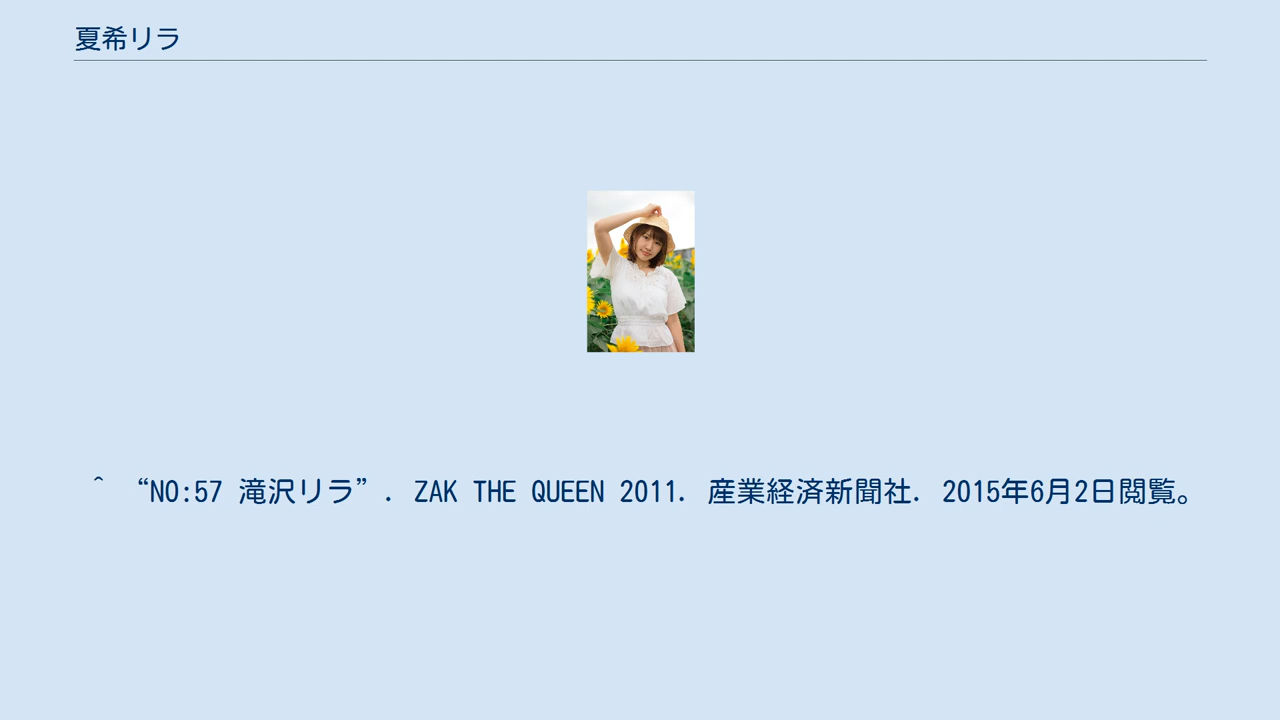 夏希リラ
^ “NO:57 滝沢リラ”. ZAK THE QUEEN 2011. 産業経済新聞社. 2015年6月2日閲覧。